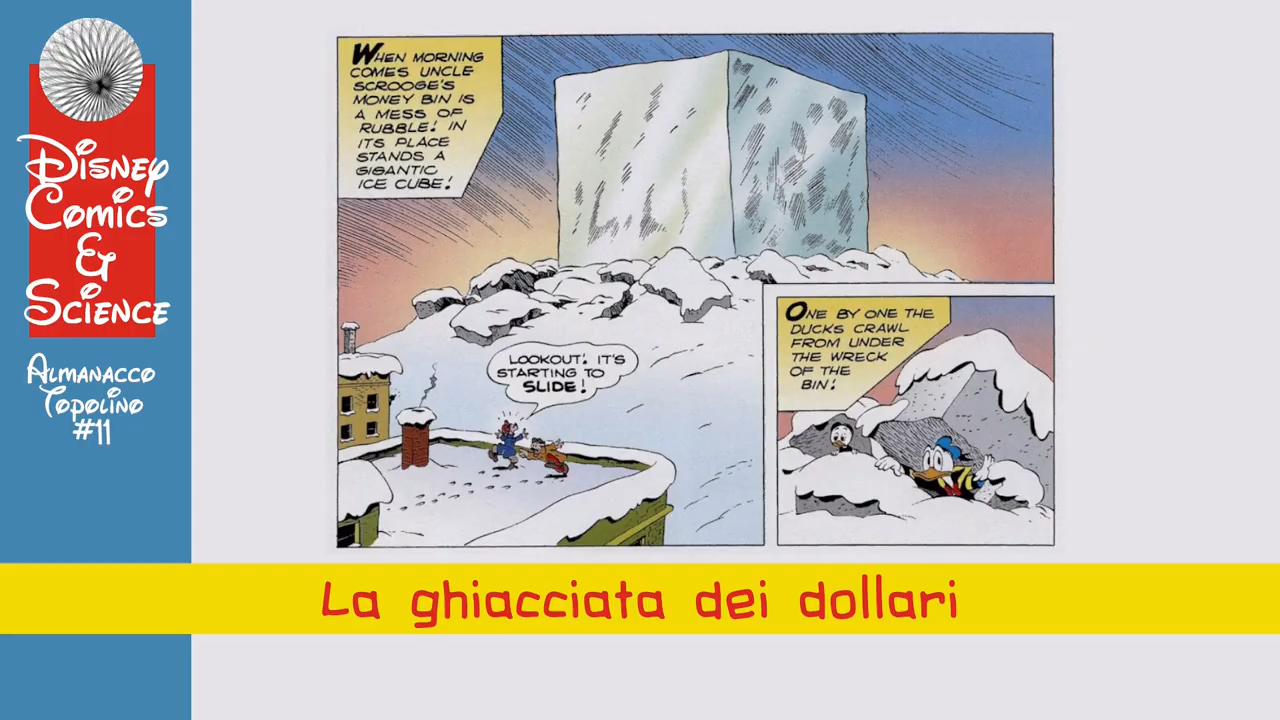 DISNEY
COMICS
&
SCIENCE
ALMANACCO
TOPOLINO
#11
WHEN MORNING
COMES UNCLE
SCROOGE'S
MONEY BIN IS
A MESS OF
RUBBLE! IN
ITS PLACE
STANDS A
GIGANTIC
ICE CUBE!
LOOKOUT! IT'S
STARTING TO
SLIDE!
ONE BY ONE THE
DUCKS CRAWL
FROM UNDER
THE WRECK
OF THE
BIN!
La ghiacciata dei dollari